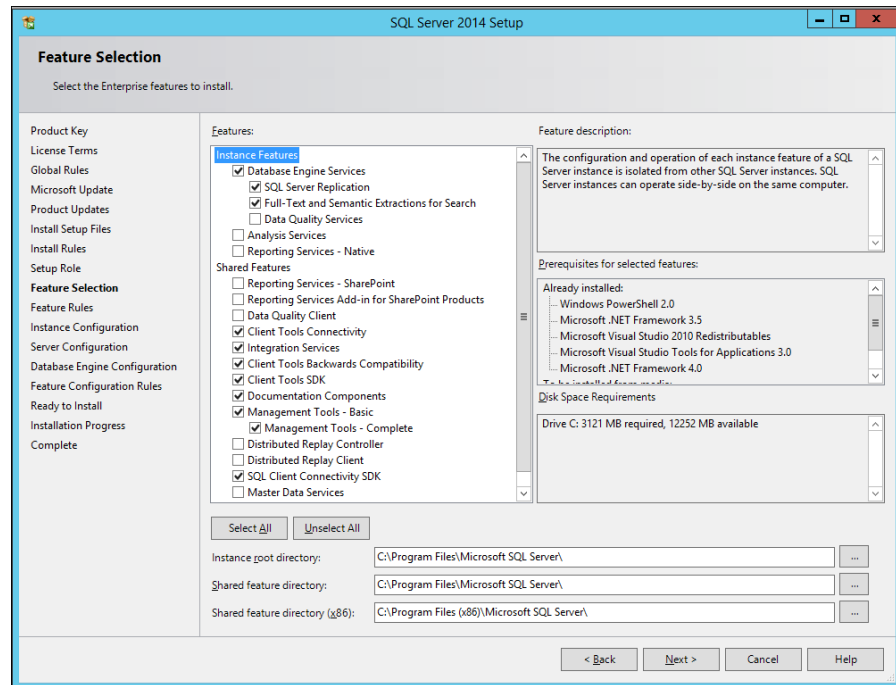 SQL Server 2014 Setup
Feature Selection
Select the Enterprise features to install.
Product Key
License Terms
Global Rules
Microsoft Update
Product Updates
Install Setup Files
Install Rules
Setup Role
Feature Selection
Feature Rules
Instance Configuration
Server Configuration
Database Engine Configuration
Feature Configuration Rules
Ready to Install
Installation Progress
Complete
Features:
Instance Features
Database Engine Services
SQL Server Replication
Full-Text and Semantic Extractions for Search
Data Quality Services
Analysis Services
Reporting Services - Native
Shared Features
Reporting Services - SharePoint
Reporting Services Add-in for SharePoint Products
Data Quality Client
Client Tools Connectivity
Integration Services
Client Tools Backwards Compatibility
Client Tools SDK
Documentation Components
Management Tools - Basic
Management Tools - Complete
Distributed Replay Controller
Distributed Replay Client
SQL Client Connectivity SDK
Master Data Services
Feature description:
The configuration and operation of each instance feature of a SQL
Server instance is isolated from other SQL Server instances. SQL
Server instances can operate side-by-side on the same computer.
Prerequisites for selected features:
Already installed:
Windows PowerShell 2.0
Microsoft .NET Framework 3.5
Microsoft Visual Studio 2010 Redistributables
Microsoft Visual Studio Tools for Applications 3.0
Microsoft .NET Framework 4.0
To be installed from media:
Disk Space Requirements
Drive C: 3121 MB required, 12252 MB available
Select All
Unselect All
Instance root directory:
C:\Program Files\Microsoft SQL Server\
...
Shared feature directory:
C:\Program Files\Microsoft SQL Server\
...
Shared feature directory (x86):
C:\Program Files (x86)\Microsoft SQL Server\
...
< Back
Next >
Cancel
Help